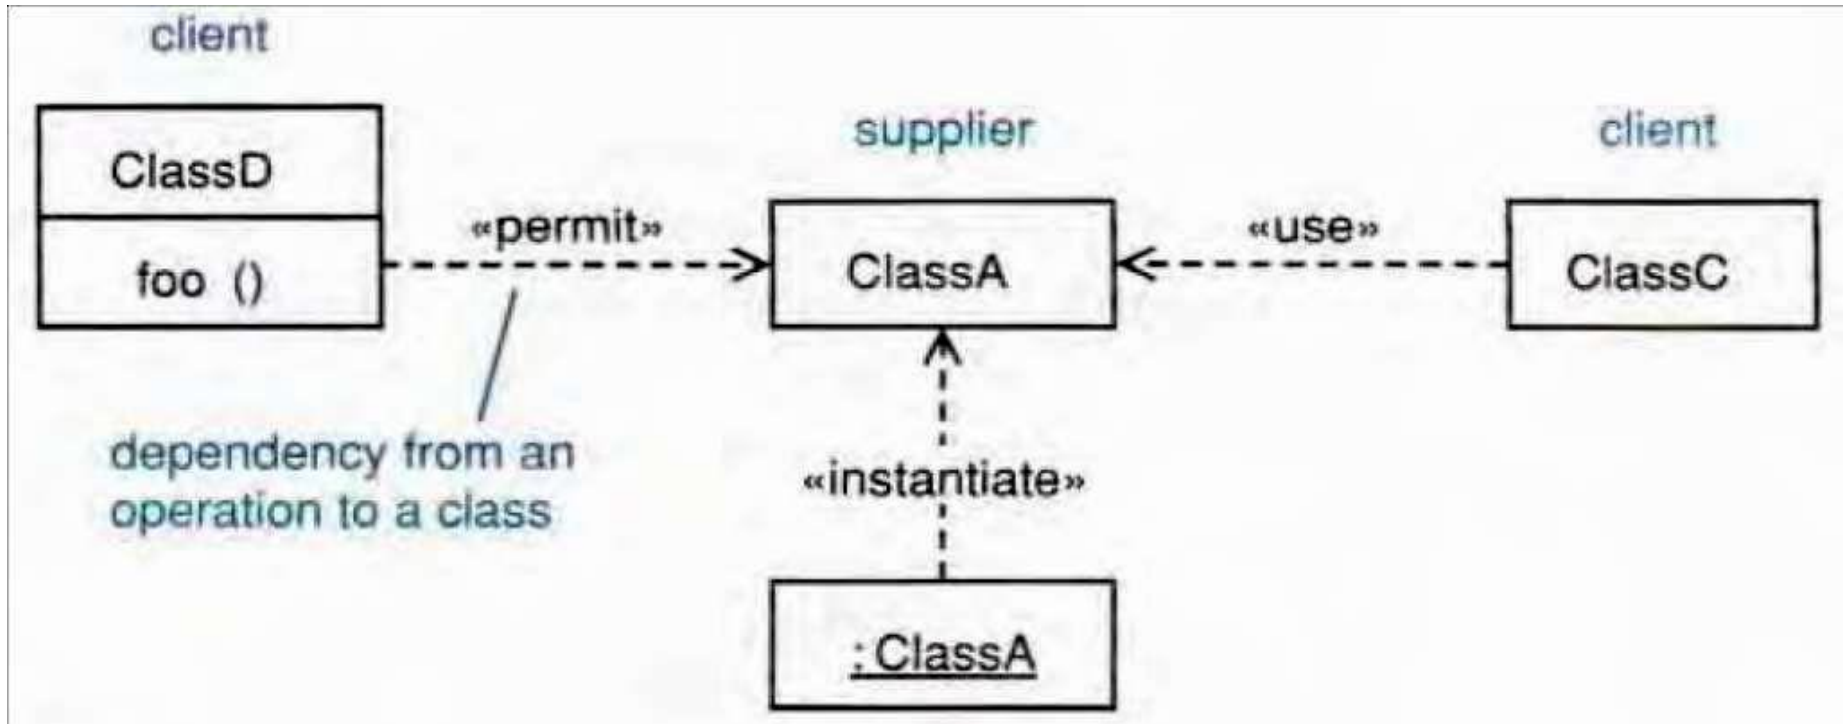 client
ClassD
foo ()
«permit»
dependency from an
operation to a class
supplier
ClassA
«use»
client
ClassC
«instantiate»
: ClassA